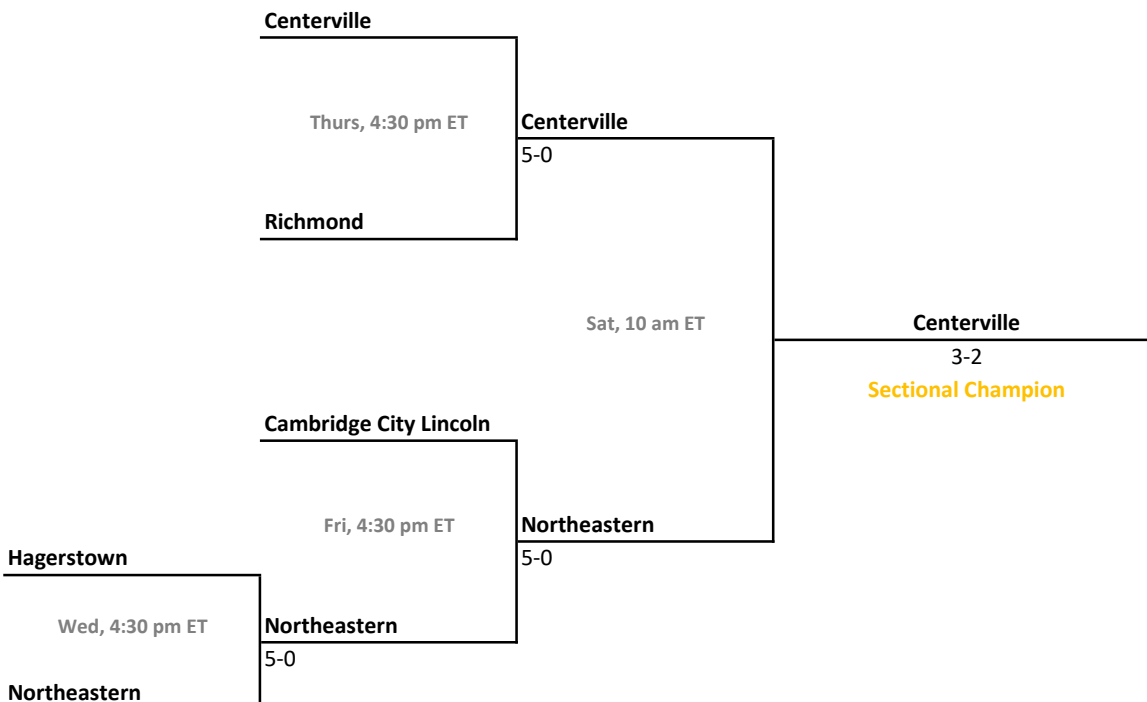 Centerville
Thurs, 4:30 pm ET
Centerville
5-0
Richmond
Sat, 10 am ET
Centerville
3-2
Sectional Champion
Cambridge City Lincoln
Fri, 4:30 pm ET
Northeastern
5-0
Hagerstown
Wed, 4:30 pm ET
Northeastern
5-0
Northeastern